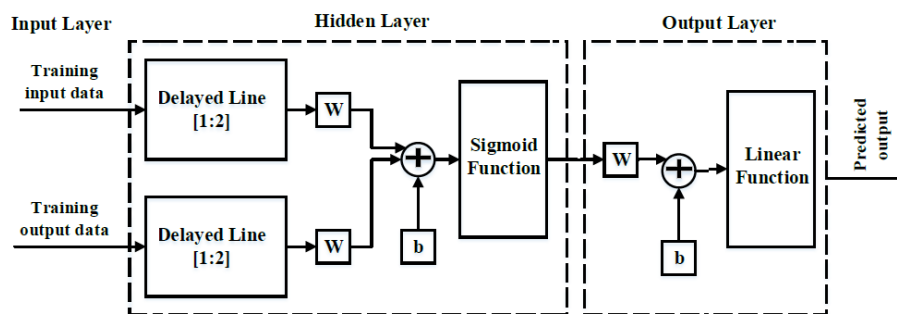 Input Layer
Hidden Layer
Output Layer
Training
input data
Delayed Line
[1:2]
W
Training
output data
Delayed Line
[1:2]
W
+
b
Sigmoid
Function
W
+
b
Linear
Function
Predicted
output